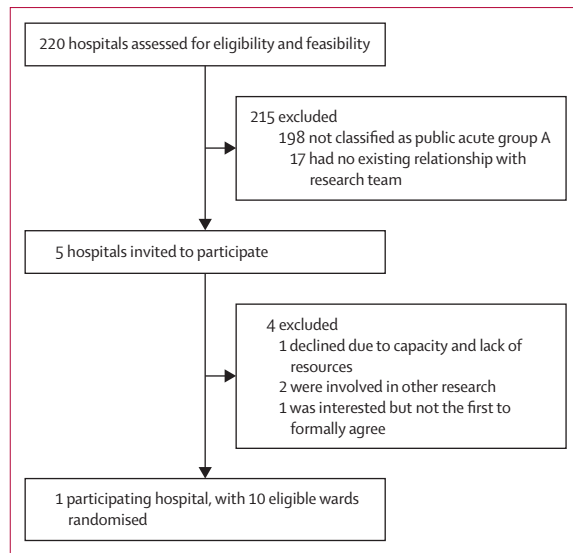 220 hospitals assessed for eligibility and feasibility
215 excluded
198 not classified as public acute group A
17 had no existing relationship with
research team
5 hospitals invited to participate
4 excluded
1 declined due to capacity and lack of
resources
2 were involved in other research
1 was interested but not the first to
formally agree
1 participating hospital, with 10 eligible wards
randomised